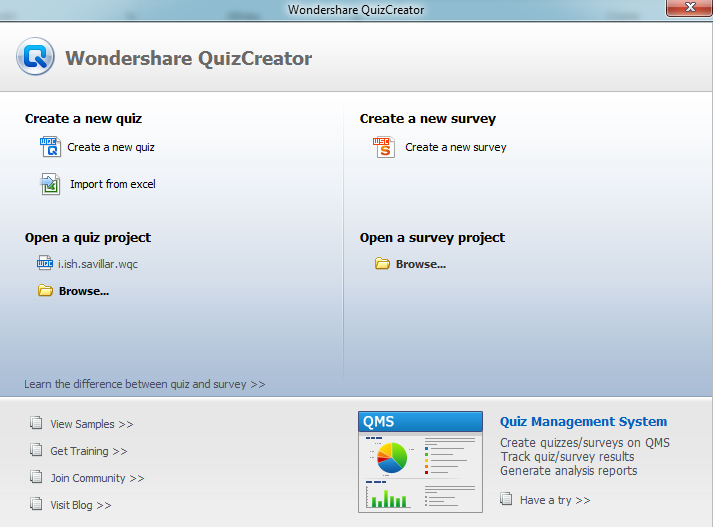 Wondershare QuizCreator
Wondershare QuizCreator
Create a new quiz
WQC
Q
Create a new quiz
Import from excel
Open a quiz project
WQC
i.ish.savillar.wqc
Browse...
Create a new survey
WSC
S
Create a new survey
Open a survey project
Browse...
Learn the difference between quiz and survey >>
View Samples >>
Get Training >>
Join Community >>
Visit Blog >>
QMS
Quiz Management System
Create quizzes/surveys on QMS
Track quiz/survey results
Generate analysis reports
Have a try >>